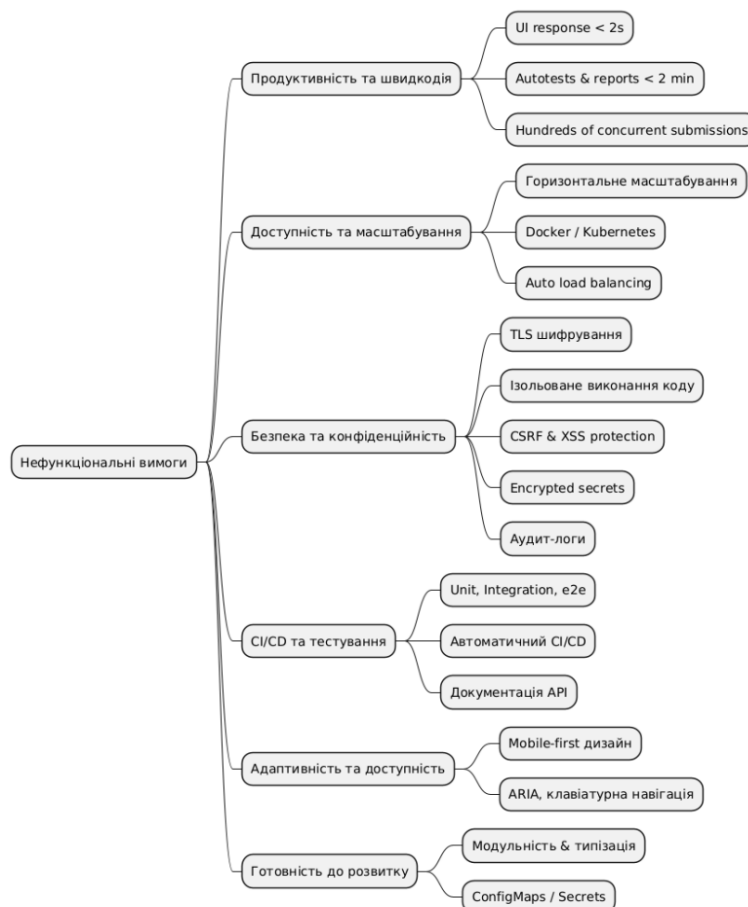 Нефункціональні вимоги
Продуктивність та швидкодія
UI response < 2s
Autotests & reports < 2 min
Hundreds of concurrent submissions
Доступність та масштабування
Горизонтальне масштабування
Docker / Kubernetes
Auto load balancing
Безпека та конфіденційність
TLS шифрування
Ізольоване виконання коду
CSRF & XSS protection
Encrypted secrets
Аудит-логи
CI/CD та тестування
Unit, Integration, e2e
Автоматичний CI/CD
Документація API
Адаптивність та доступність
Mobile-first дизайн
ARIA, клавіатурна навігація
Готовність до розвитку
Модульність & типізація
ConfigMaps / Secrets